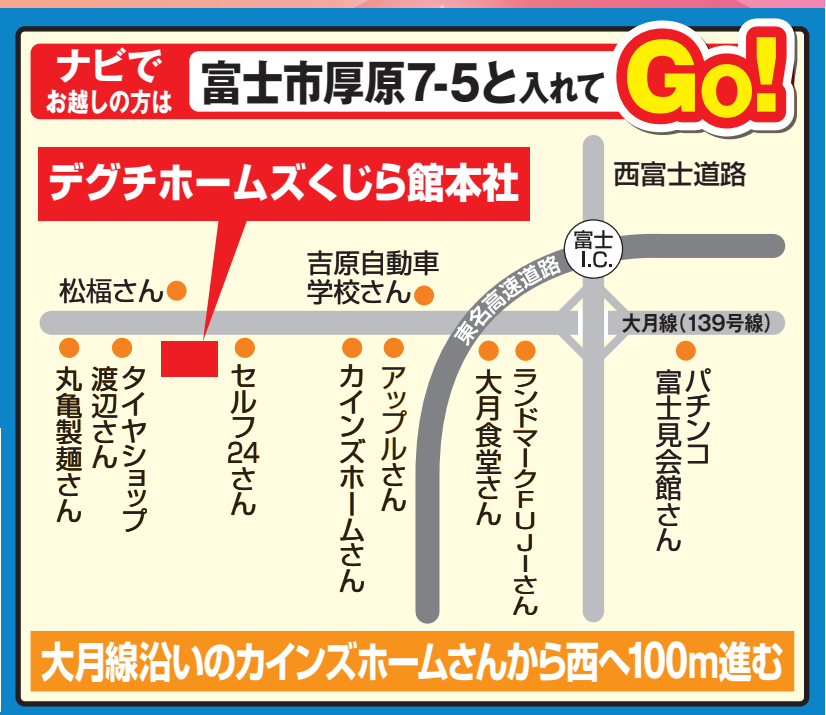 ナビで
お越しの方は
富士市厚原7-5と入れて
Go!
デグチホームズくじら館本社
西富士道路
富士
I.C.
吉原自動車
学校さん
松福さん
東名高速道路
大月線(139号線)
丸亀製麺さん
タイヤショップ
渡辺さん
セルフ24さん
カインズホームさん
アップルさん
大月食堂さん
ランドマークFUJIさん
パチンコ
富士見会館さん
大月線沿いのカインズホームさんから西へ100m進む